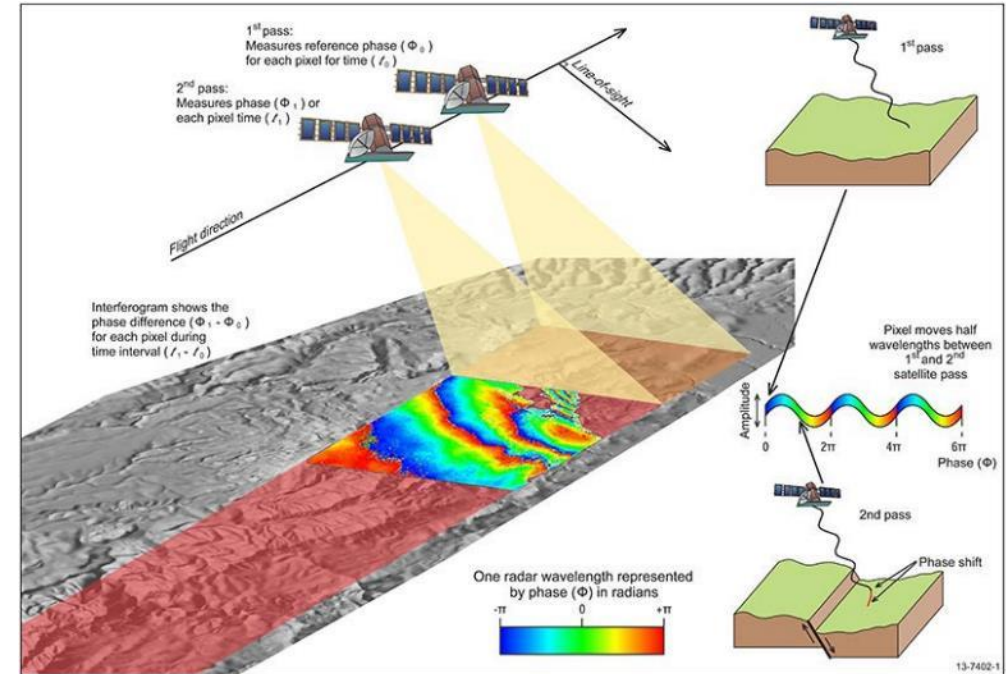 1st pass:
Measures reference phase (Φ₀)
for each pixel for time (t₀)
2nd pass:
Measures phase (Φ₁) or
each pixel time (t₁)
Line-of-sight
Flight direction
1st pass
Interferogram shows the
phase difference (Φ₁ - Φ₀)
for each pixel during
time interval (t₁ - t₀)
Pixel moves half
wavelengths between
1st and 2nd
satellite pass
Amplitude
0 2π 4π 6π
Phase (Φ)
2nd pass
Phase shift
One radar wavelength represented
by phase (Φ) in radians
-π 0 +π
13-7402-1